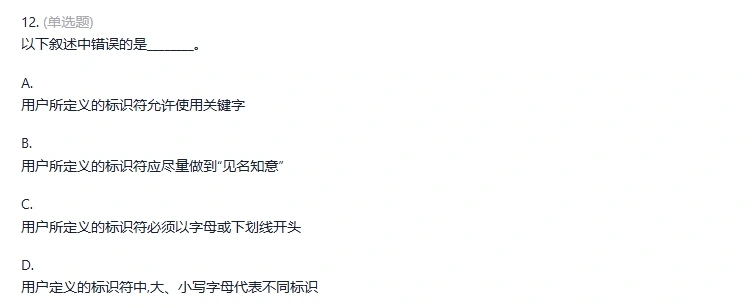 12. (单选题)
以下叙述中错误的是________。
A.
用户所定义的标识符允许使用关键字
B.
用户所定义的标识符应尽量做到“见名知意”
C.
用户所定义的标识符必须以字母或下划线开头
D.
用户定义的标识符中,大、小写字母代表不同标识